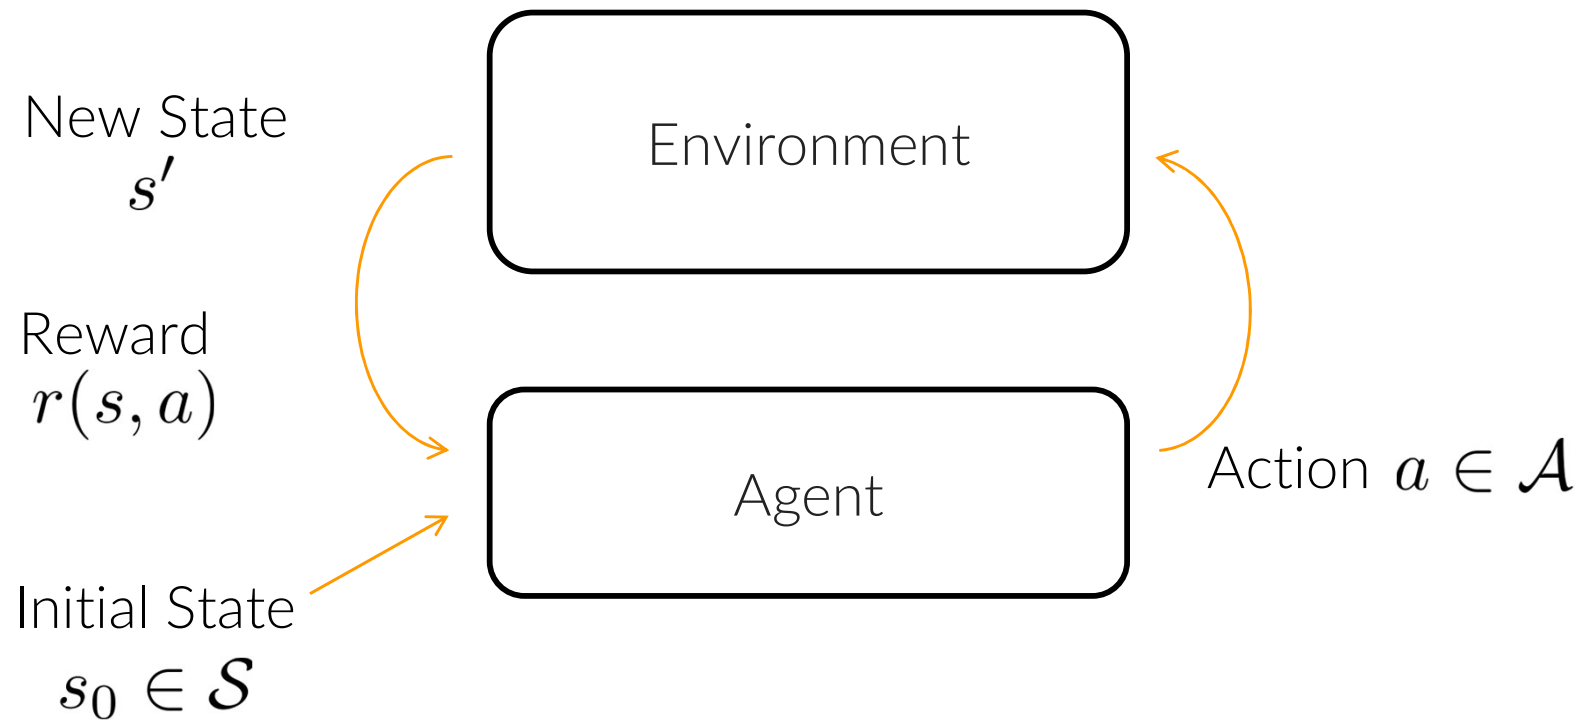 New State
s′
Environment
Reward
r(s, a)
Agent
Action a ∈ 𝒜
Initial State
s₀ ∈ 𝒮